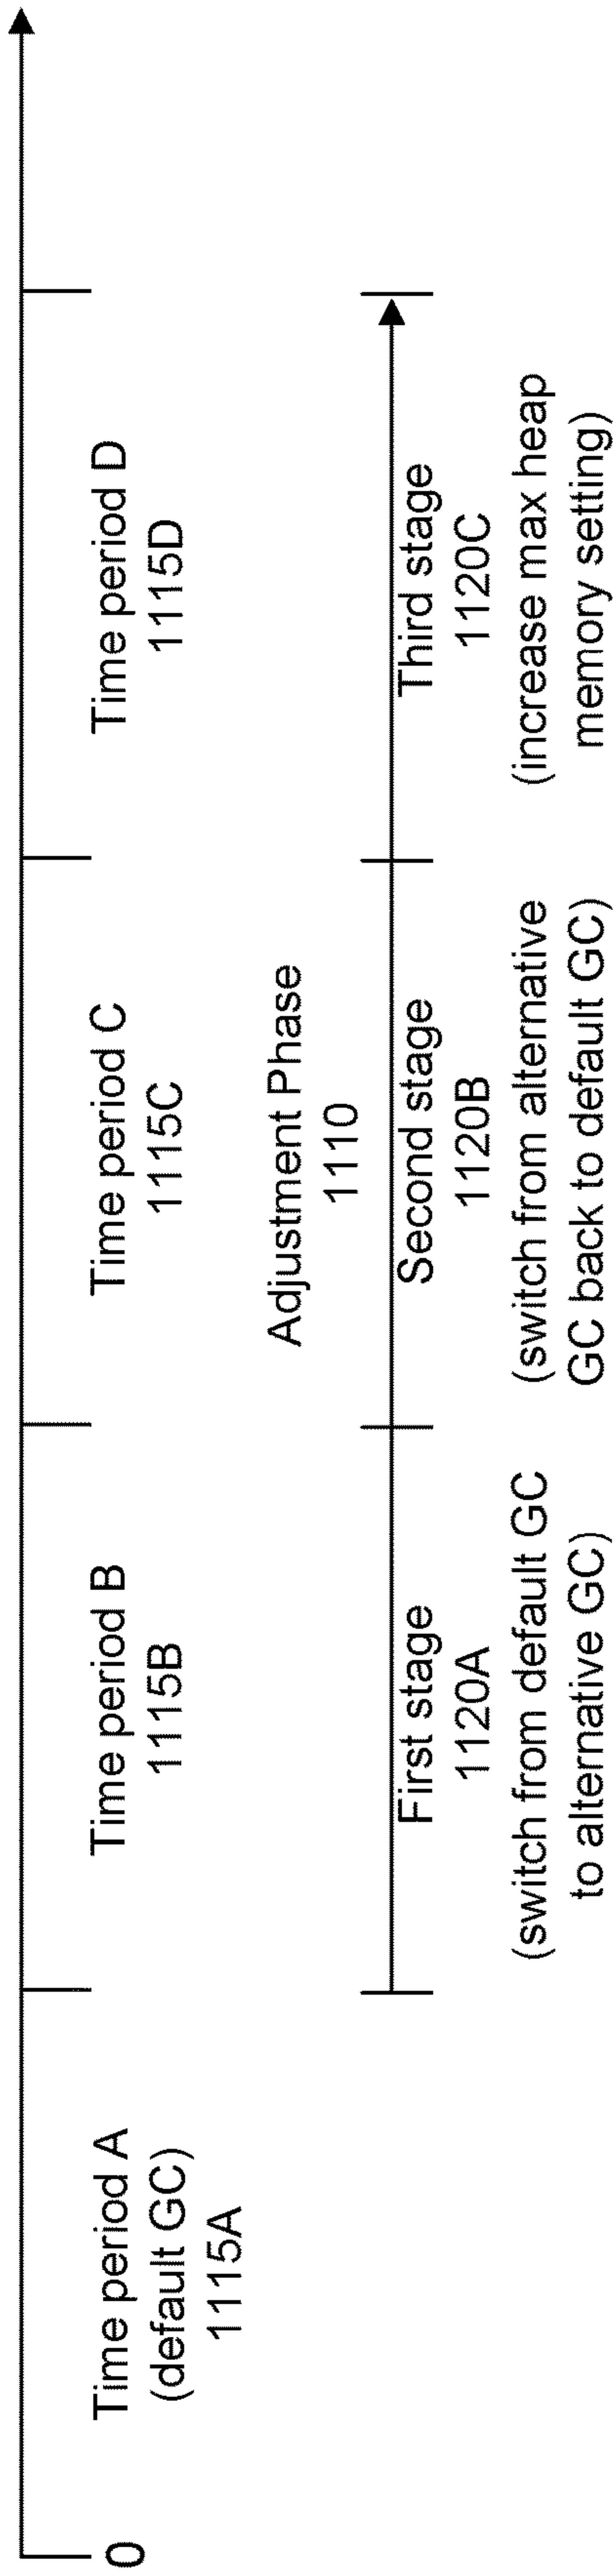 0
Time period A
(default GC)
1115A
Time period B
1115B
Time period C
1115C
Time period D
1115D
Adjustment Phase
1110
First stage
1120A
(switch from default GC
to alternative GC)
Second stage
1120B
(switch from alternative
GC back to default GC)
Third stage
1120C
(increase max heap
memory setting)